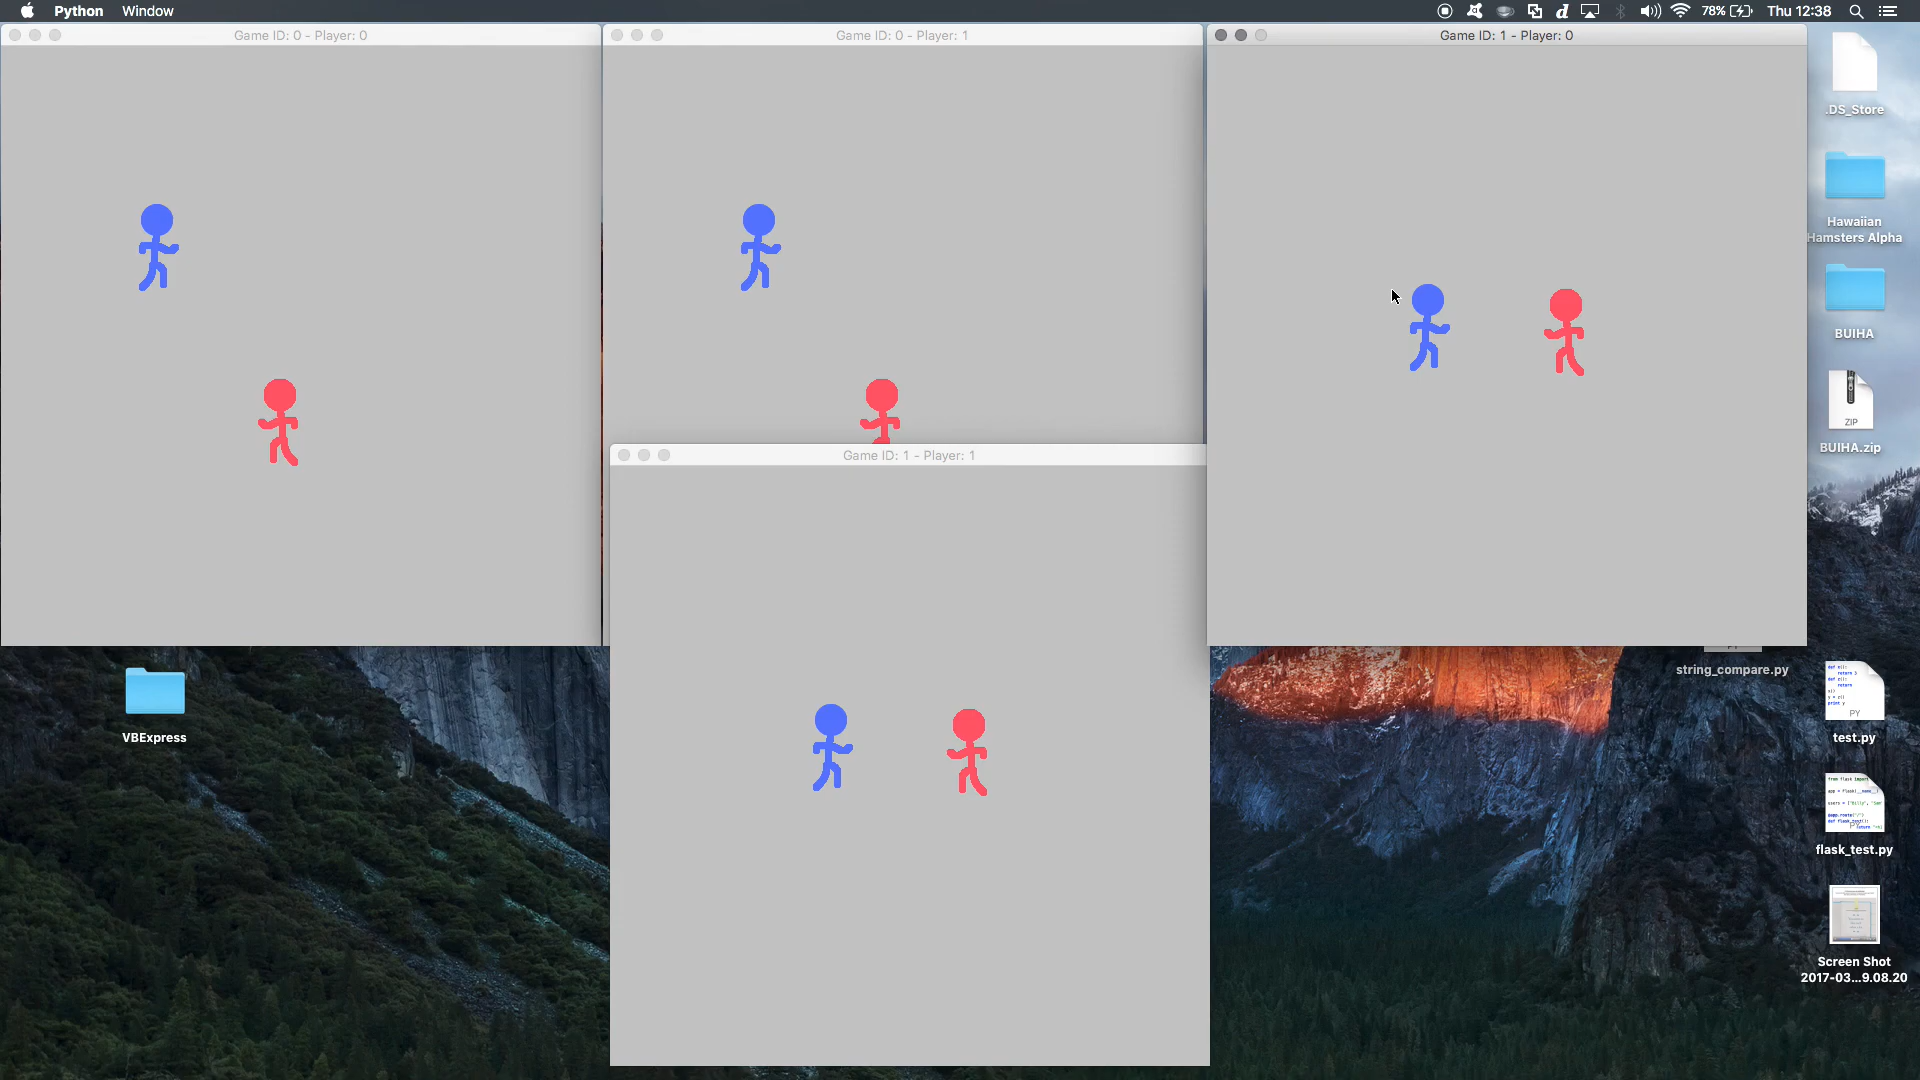 Python Window
78% Thu 12:38
Game ID: 0 - Player: 0
Game ID: 0 - Player: 1
Game ID: 1 - Player: 0
.DS_Store
Hawaiian
Hamsters Alpha
BUIHA
ZIP
BUIHA.zip
Game ID: 1 - Player: 1
string_compare.py
VBExpress
PY
test.py
flask_test.py
Screen Shot
2017-03...9.08.20